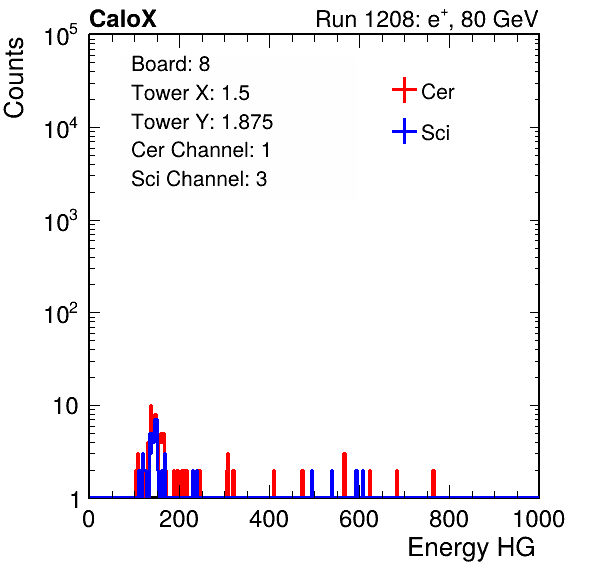 CaloX Run 1208: e⁺, 80 GeV
Counts
10⁵
10⁴
10³
10²
10
1
Board: 8
Tower X: 1.5
Tower Y: 1.875
Cer Channel: 1
Sci Channel: 3
Cer
Sci
0 200 400 600 800 1000
Energy HG